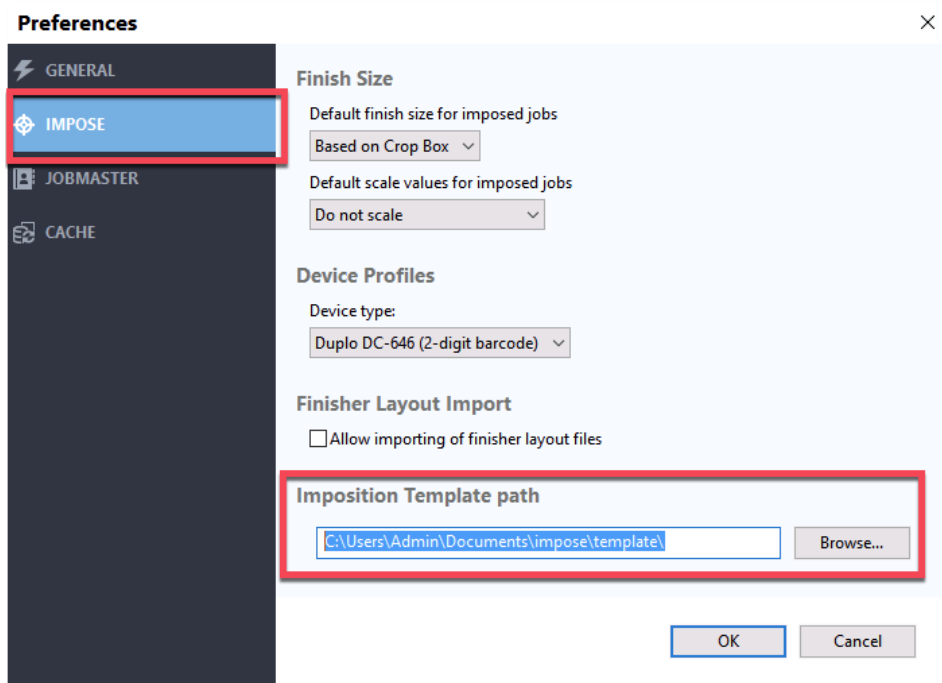 Preferences
GENERAL
IMPOSE
JOBMASTER
CACHE
Finish Size
Default finish size for imposed jobs
Based on Crop Box
Default scale values for imposed jobs
Do not scale
Device Profiles
Device type:
Duplo DC-646 (2-digit barcode)
Finisher Layout Import
Allow importing of finisher layout files
Imposition Template path
C:\Users\Admin\Documents\impose\template\
Browse...
OK
Cancel